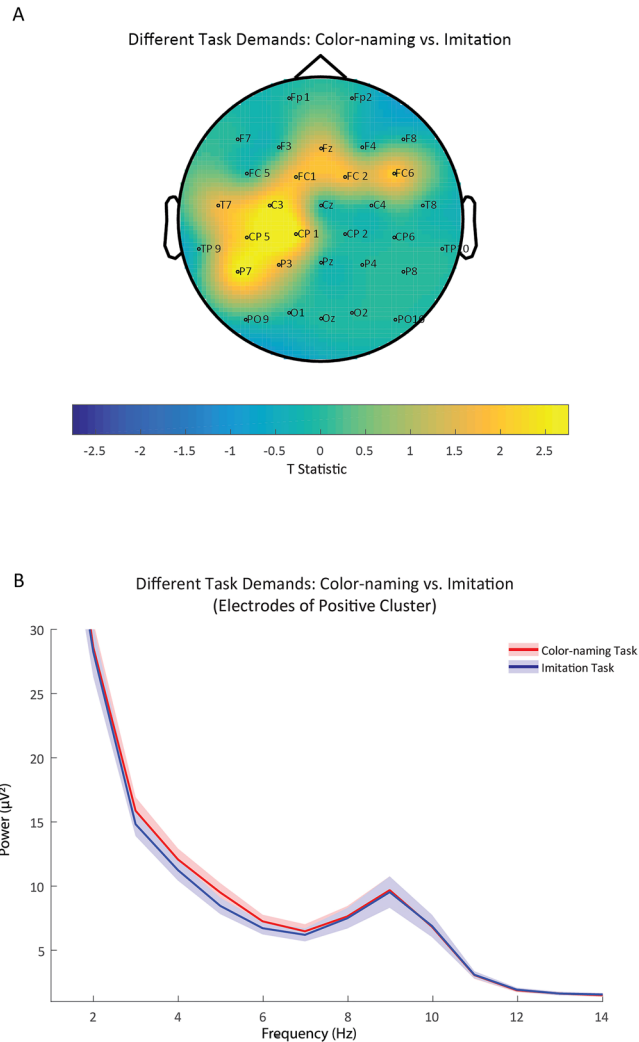 A
Different Task Demands: Color-naming vs. Imitation
Fp1 Fp2
F7 F3 Fz F4 F8
FC5 FC1 FC2 FC6
T7 C3 Cz C4 T8
CP5 CP1 CP2 CP6
TP9 TP 0
P7 P3 Pz P4 P8
PO9 O1 Oz O2 PO10
-2.5 -2 -1.5 -1 -0.5 0 0.5 1 1.5 2 2.5
T Statistic
B
Different Task Demands: Color-naming vs. Imitation
(Electrodes of Positive Cluster)
Color-naming Task
Imitation Task
30
25
20
15
10
5
Power (µV²)
2 4 6 8 10 12 14
Frequency (Hz)